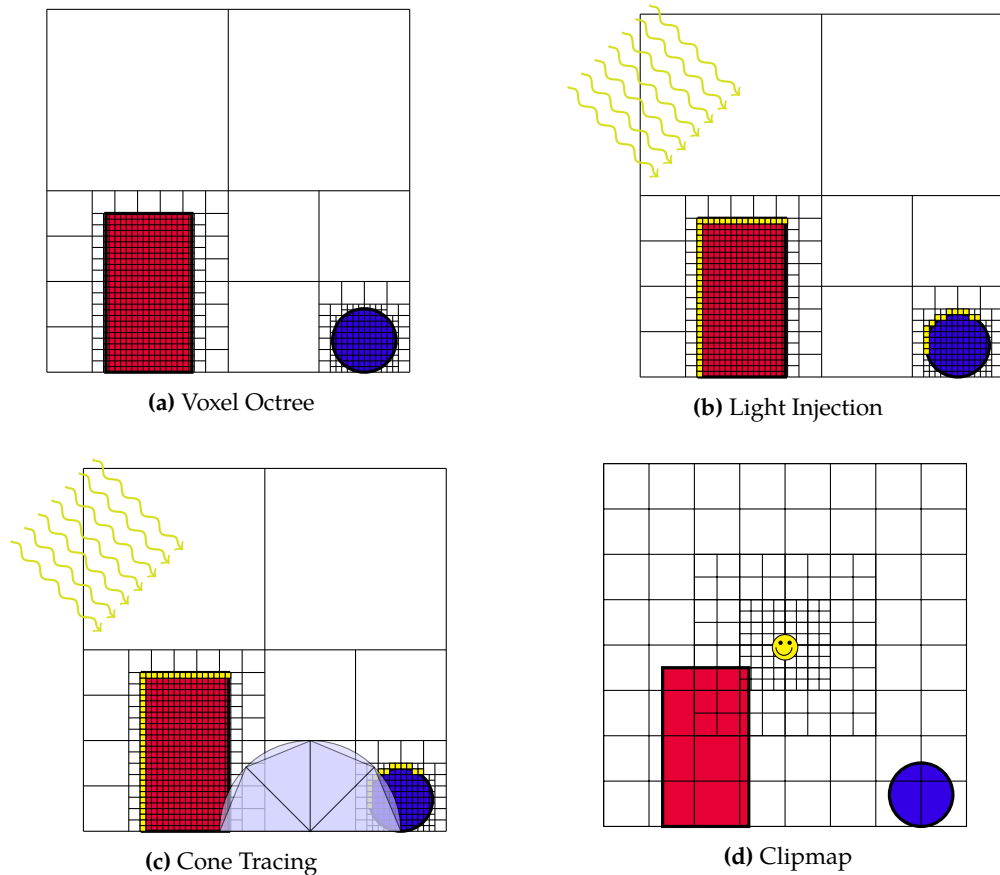 (a) Voxel Octree
(b) Light Injection
(c) Cone Tracing
(d) Clipmap